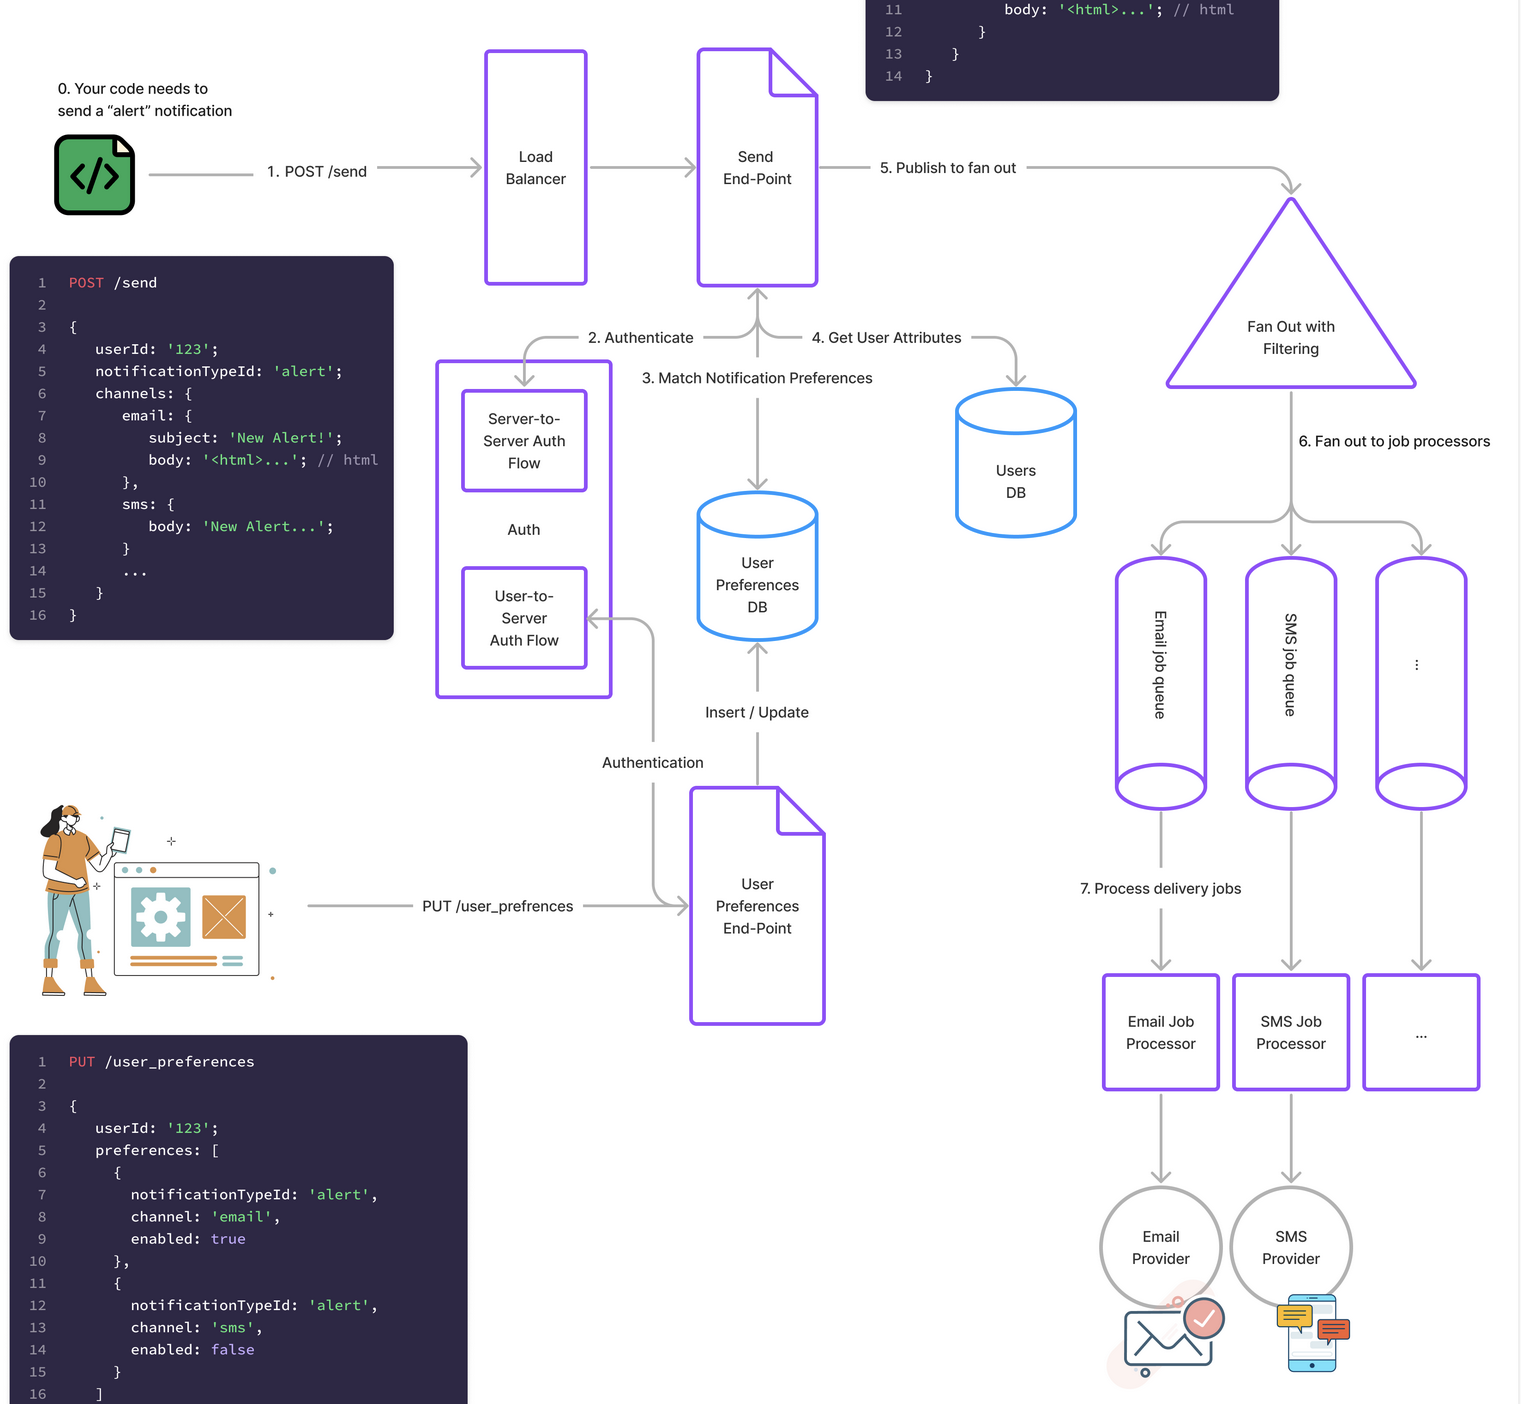 11 body: '<html>...'; // html
12 }
13 }
14 }
0. Your code needs to
send a “alert” notification
1. POST /send
Load
Balancer
Send
End-Point
5. Publish to fan out
Fan Out with
Filtering
1 POST /send
2
3 {
4 userId: '123';
5 notificationTypeId: 'alert';
6 channels: {
7 email: {
8 subject: 'New Alert!';
9 body: '<html>...'; // html
10 },
11 sms: {
12 body: 'New Alert...';
13 }
14 ...
15 }
16 }
2. Authenticate
4. Get User Attributes
3. Match Notification Preferences
Server-to-
Server Auth
Flow
Auth
User-to-
Server
Auth Flow
User
Preferences
DB
Users
DB
6. Fan out to job processors
Email job queue
SMS job queue
...
Insert / Update
Authentication
PUT /user_prefrences
User
Preferences
End-Point
7. Process delivery jobs
Email Job
Processor
SMS Job
Processor
...
Email
Provider
SMS
Provider
1 PUT /user_preferences
2
3 {
4 userId: '123';
5 preferences: [
6 {
7 notificationTypeId: 'alert',
8 channel: 'email',
9 enabled: true
10 },
11 {
12 notificationTypeId: 'alert',
13 channel: 'sms',
14 enabled: false
15 }
16 ]